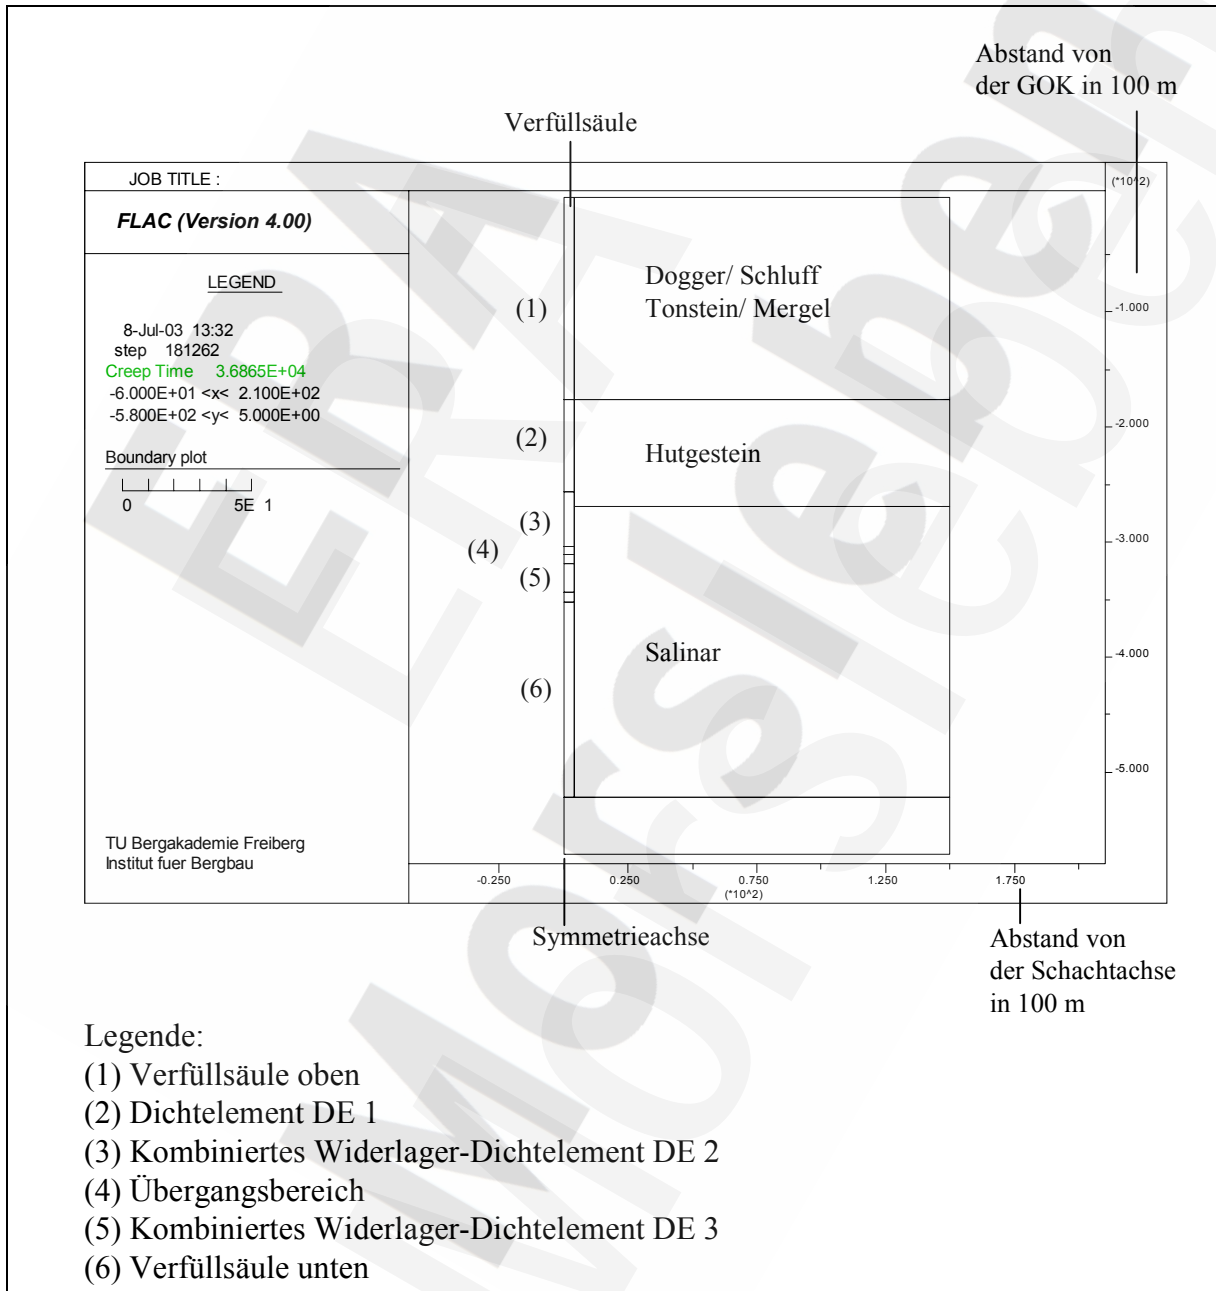 Abstand von
der GOK in 100 m
Verfüllsäule
JOB TITLE :
(*10^2)
FLAC (Version 4.00)
LEGEND
8-Jul-03 13:32
step 181262
Creep Time 3.6865E+04
-6.000E+01 <x< 2.100E+02
-5.800E+02 <y< 5.000E+00
Boundary plot
0 5E 1
Dogger/ Schluff
Tonstein/ Mergel
(1)
-1.000
(2)
Hutgestein
-2.000
(3)
(4)
-3.000
(5)
Salinar
-4.000
(6)
-5.000
TU Bergakademie Freiberg
Institut fuer Bergbau
-0.250 0.250 0.750 1.250 1.750
(*10^2)
Symmetrieachse
Abstand von
der Schachtachse
in 100 m
Legende:
(1) Verfüllsäule oben
(2) Dichtelement DE 1
(3) Kombiniertes Widerlager-Dichtelement DE 2
(4) Übergangsbereich
(5) Kombiniertes Widerlager-Dichtelement DE 3
(6) Verfüllsäule unten
ERA Morsleben
ERA Morsleben